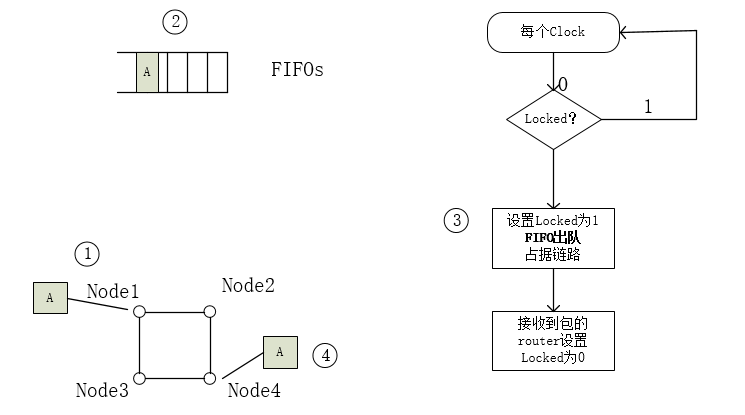 ②
A
FIFOs
①
A
Node1
Node2
A
④
Node3
Node4
每个Clock
0
Locked?
1
③
设置Locked为1
FIFO出队
占据链路
接收到包的
router设置
Locked为0